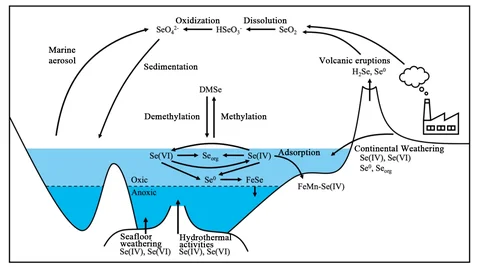 Oxidization Dissolution
SeO₄²⁻ HSeO₃⁻ SeO₂
Marine
aerosol
Sedimentation
Volcanic eruptions
H₂Se, Se⁰
DMSe
Demethylation Methylation
Continental Weathering
Se(IV), Se(VI)
Se⁰, Seorg
Se(VI) Seorg Se(IV) Adsorption
Se⁰ FeSe
FeMn-Se(IV)
Oxic
Anoxic
Seafloor
weathering
Se(IV), Se(VI)
Hydrothermal
activities
Se(IV), Se(VI)